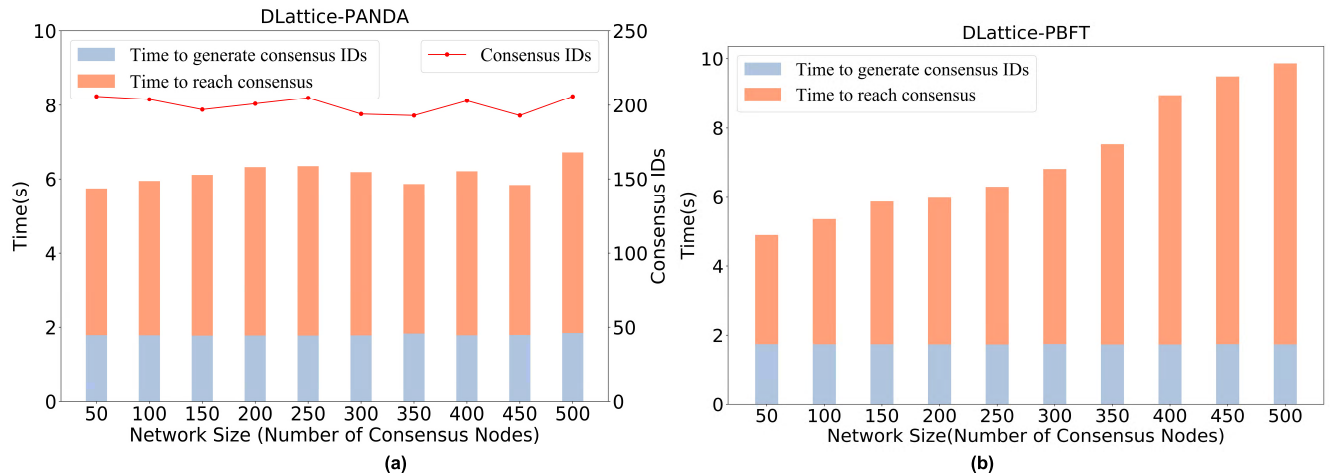 DLattice-PANDA
10
8
6
4
2
0
Time(s)
Time to generate consensus IDs
Time to reach consensus
Consensus IDs
250
200
150
100
50
0
Consensus IDs
50 100 150 200 250 300 350 400 450 500
Network Size (Number of Consensus Nodes)
(a)
DLattice-PBFT
10
8
6
4
2
0
Time(s)
Time to generate consensus IDs
Time to reach consensus
50 100 150 200 250 300 350 400 450 500
Network Size(Number of Consensus Nodes)
(b)